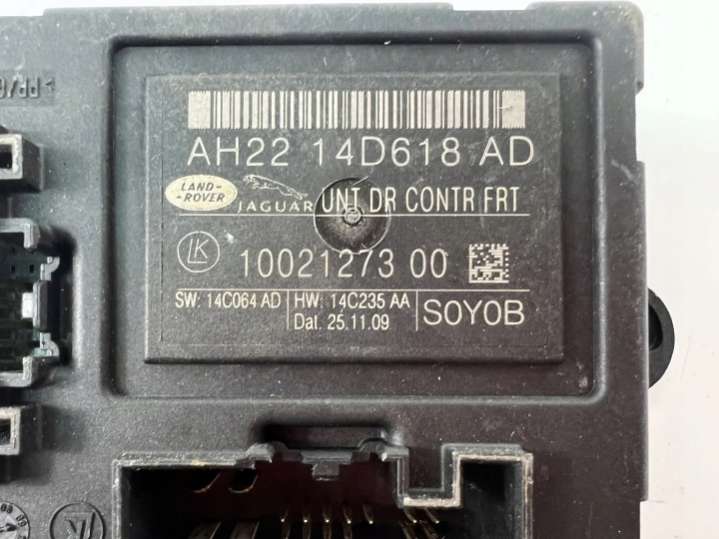 AH22 14D618 AD
LAND-
-ROVER
JAGUAR
UNT DR CONTR FRT
LK
10021273 00
SW: 14C064 AD
HW: 14C235 AA
Dat. 25.11.09
SOYOB